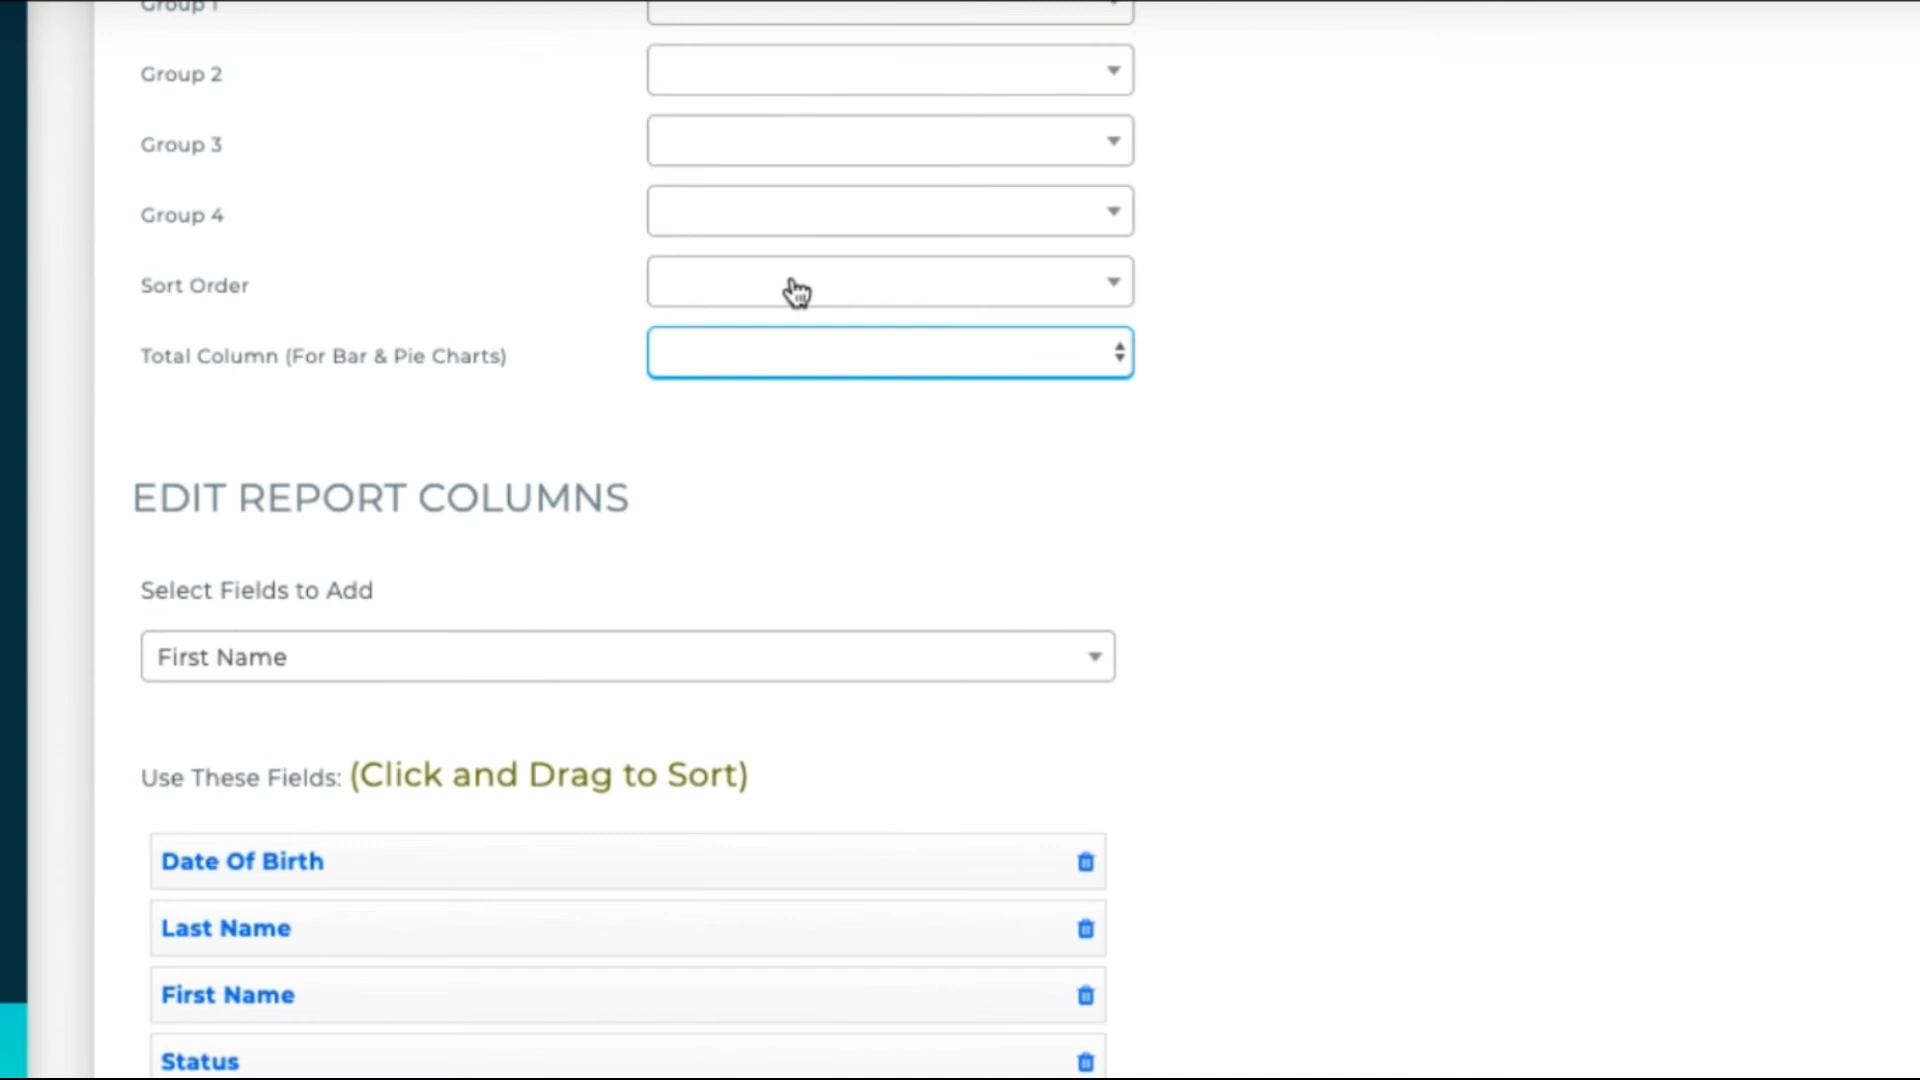 Group 1
Group 2
Group 3
Group 4
Sort Order
Total Column (For Bar & Pie Charts)
EDIT REPORT COLUMNS
Select Fields to Add
First Name
Use These Fields: (Click and Drag to Sort)
Date Of Birth
Last Name
First Name
Status